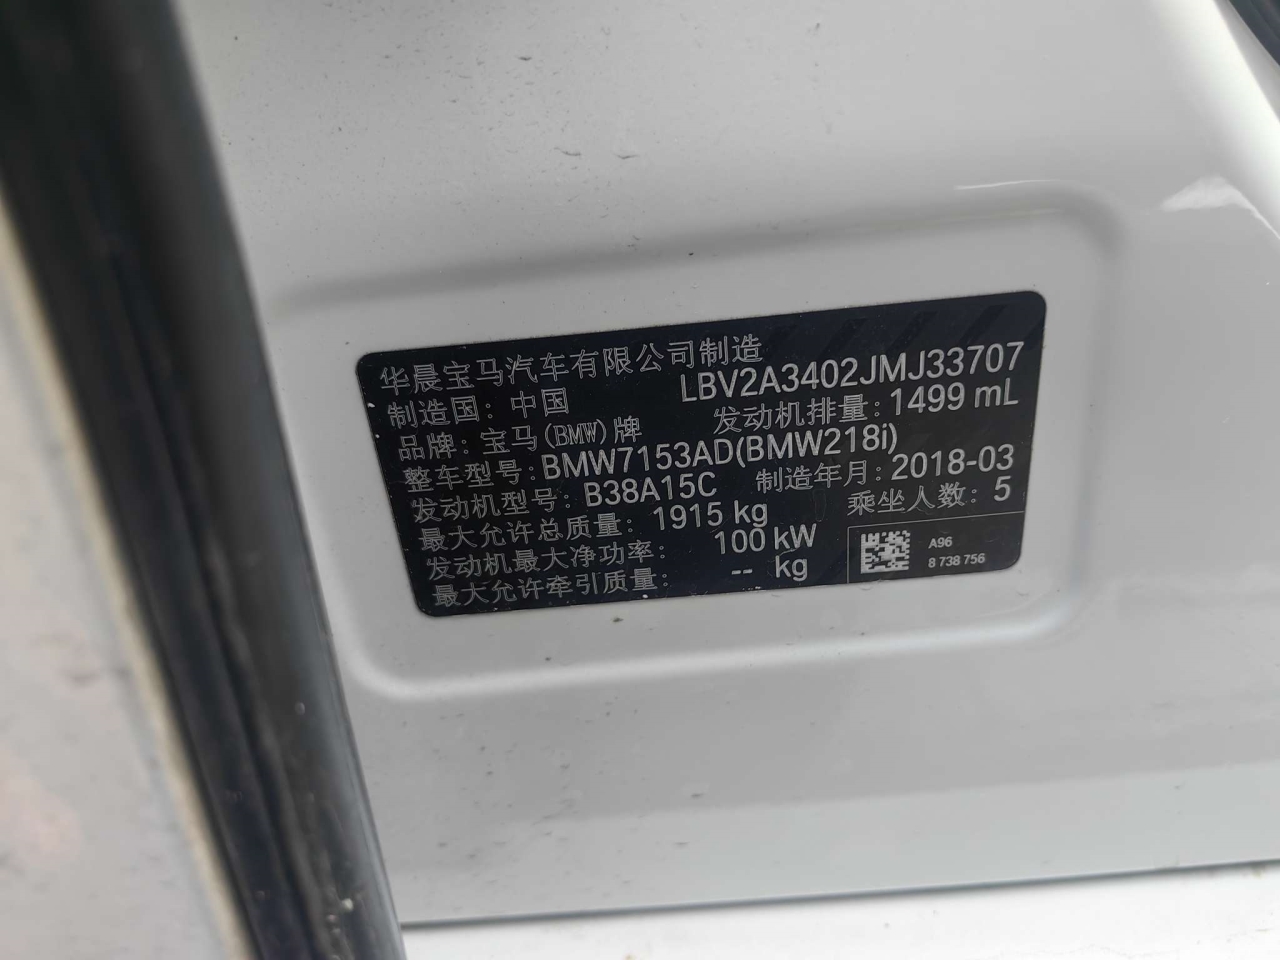 华晨宝马汽车有限公司制造
制造国: 中国 LBV2A3402JMJ33707
品牌: 宝马(BMW)牌 发动机排量: 1499 mL
整车型号: BMW7153AD(BMW218i)
发动机型号: B38A15C 制造年月: 2018-03
最大允许总质量: 1915 kg 乘坐人数: 5
发动机最大净功率: 100 kW
最大允许牵引质量: -- kg
A96
8 738 756